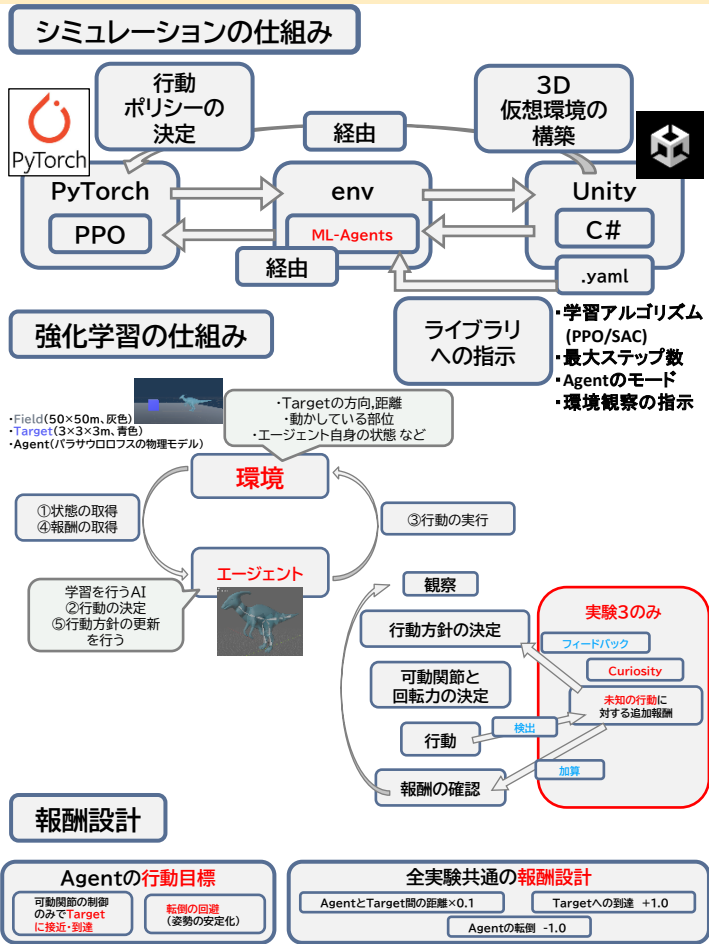 シミュレーションの仕組み
行動
ポリシーの
決定
3D
仮想環境の
構築
経由
PyTorch
PyTorch
env
Unity
PPO
ML-Agents
C#
経由
.yaml
ライブラリ
への指示
・学習アルゴリズム
(PPO/SAC)
・最大ステップ数
・Agentのモード
・環境観察の指示
強化学習の仕組み
・Field(50×50m、灰色)
・Target(3×3×3m、青色)
・Agent(パラサウロロフスの物理モデル)
・Targetの方向,距離
・動かしている部位
・エージェント自身の状態 など
環境
①状態の取得
④報酬の取得
③行動の実行
エージェント
学習を行うAI
②行動の決定
⑤行動方針の更新
を行う
観察
行動方針の決定
可動関節と
回転力の決定
行動
報酬の確認
実験3のみ
フィードバック
Curiosity
未知の行動に
対する追加報酬
検出
加算
報酬設計
Agentの行動目標
可動関節の制御
のみでTarget
に接近・到達
転倒の回避
(姿勢の安定化)
全実験共通の報酬設計
AgentとTarget間の距離×0.1
Targetへの到達 +1.0
Agentの転倒 -1.0